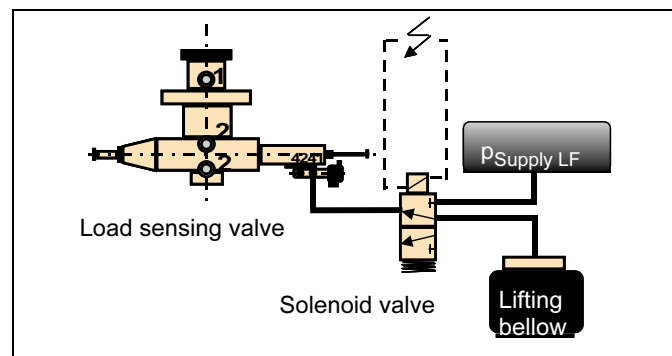 1
2
2
4241
pSupply LF
Load sensing valve
Solenoid valve
Lifting
bellow